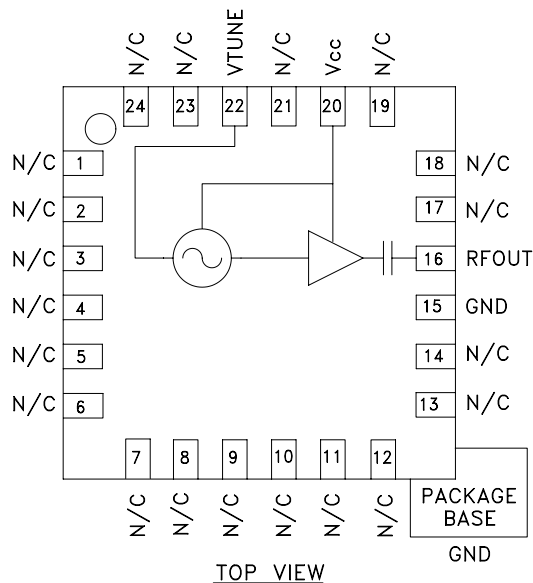 N/C N/C VTUNE N/C Vcc N/C
24 23 22 21 20 19
N/C 1 18 N/C
N/C 2 17 N/C
N/C 3 16 RFOUT
N/C 4 15 GND
N/C 5 14 N/C
N/C 6 13 N/C
7 8 9 10 11 12
N/C N/C N/C N/C N/C N/C
PACKAGE
BASE
GND
TOP VIEW